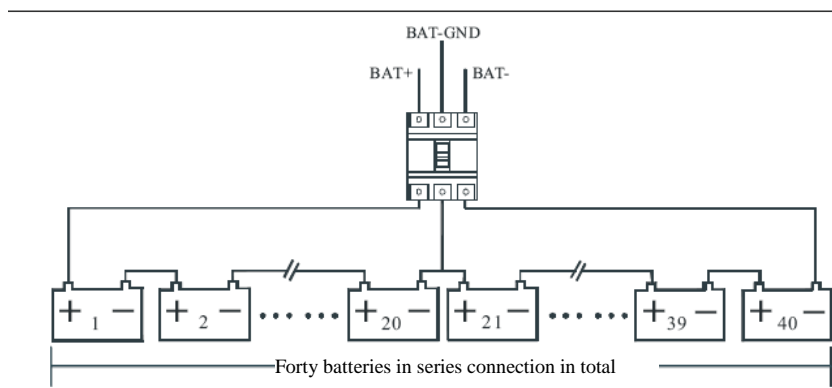 BAT-GND
BAT+ BAT-
+ 1 − + 2 − + 20 − + 21 − + 39 − + 40 −
Forty batteries in series connection in total